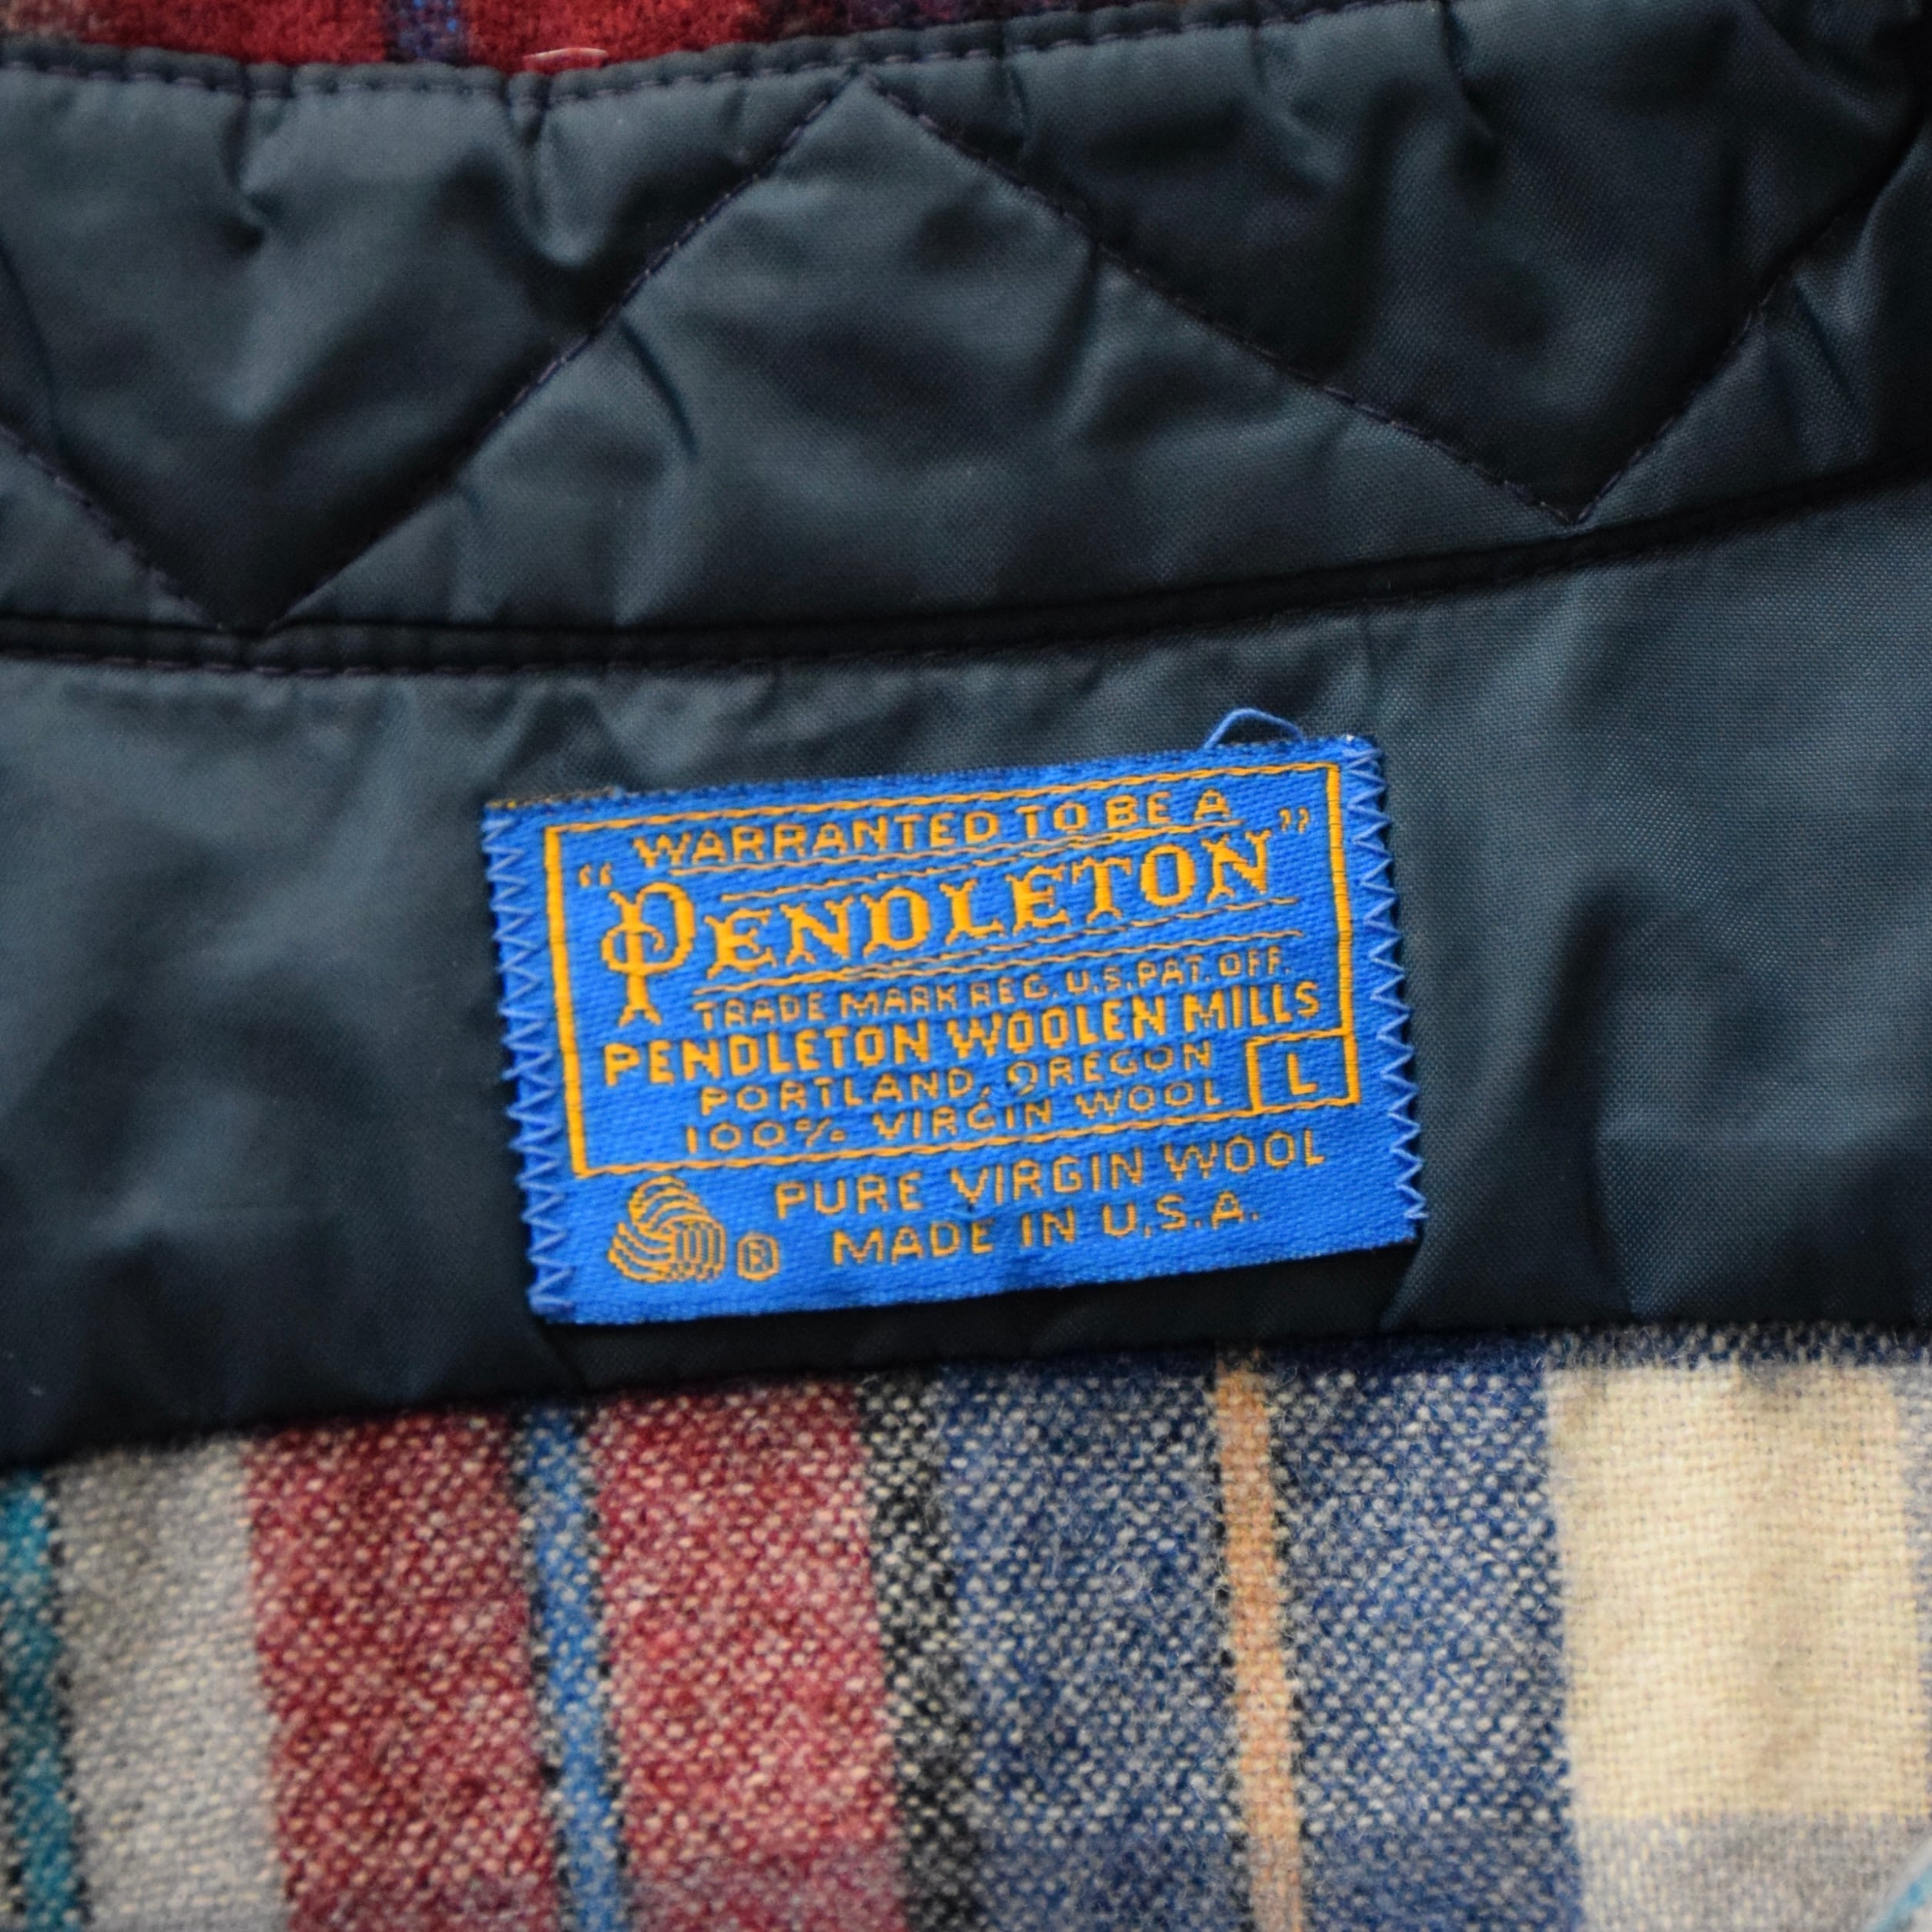 WARRANTED TO BE A
"PENDLETON"
TRADE MARK REG. U.S. PAT. OFF.
PENDLETON WOOLEN MILLS
PORTLAND, OREGON
100% VIRGIN WOOL
L
PURE VIRGIN WOOL
® MADE IN U.S.A.